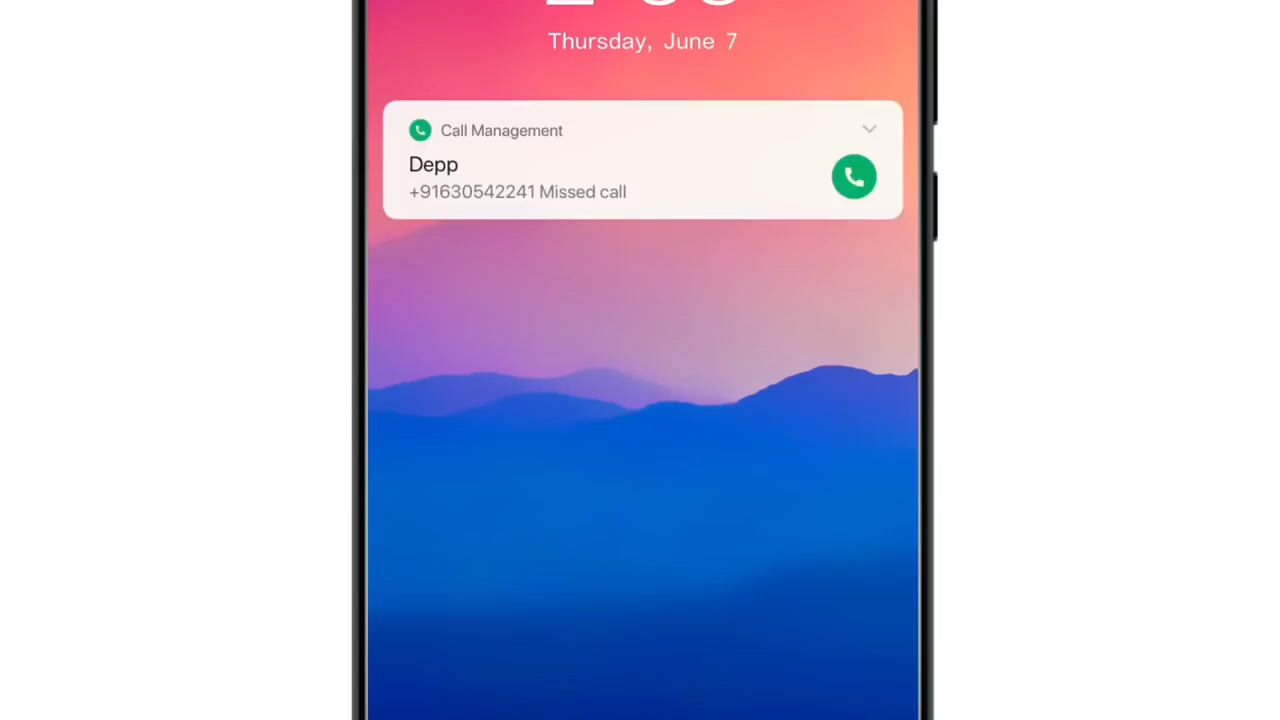 Thursday, June 7
Call Management
Depp
+91630542241 Missed call